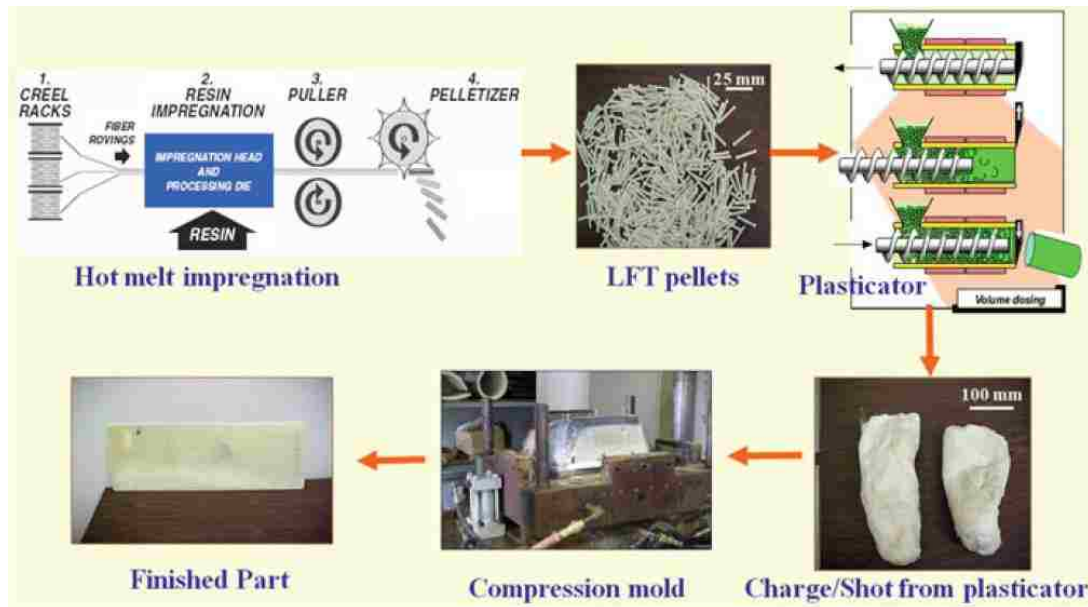 1.
CREEL
RACKS
2.
RESIN
IMPREGNATION
3.
PULLER
4.
PELLETIZER
FIBER
ROVINGS
IMPREGNATION HEAD
AND
PROCESSING DIE
RESIN
Hot melt impregnation
25 mm
LFT pellets
Plasticator
Volume dosing
100 mm
Finished Part
Compression mold
Charge/Shot from plasticator